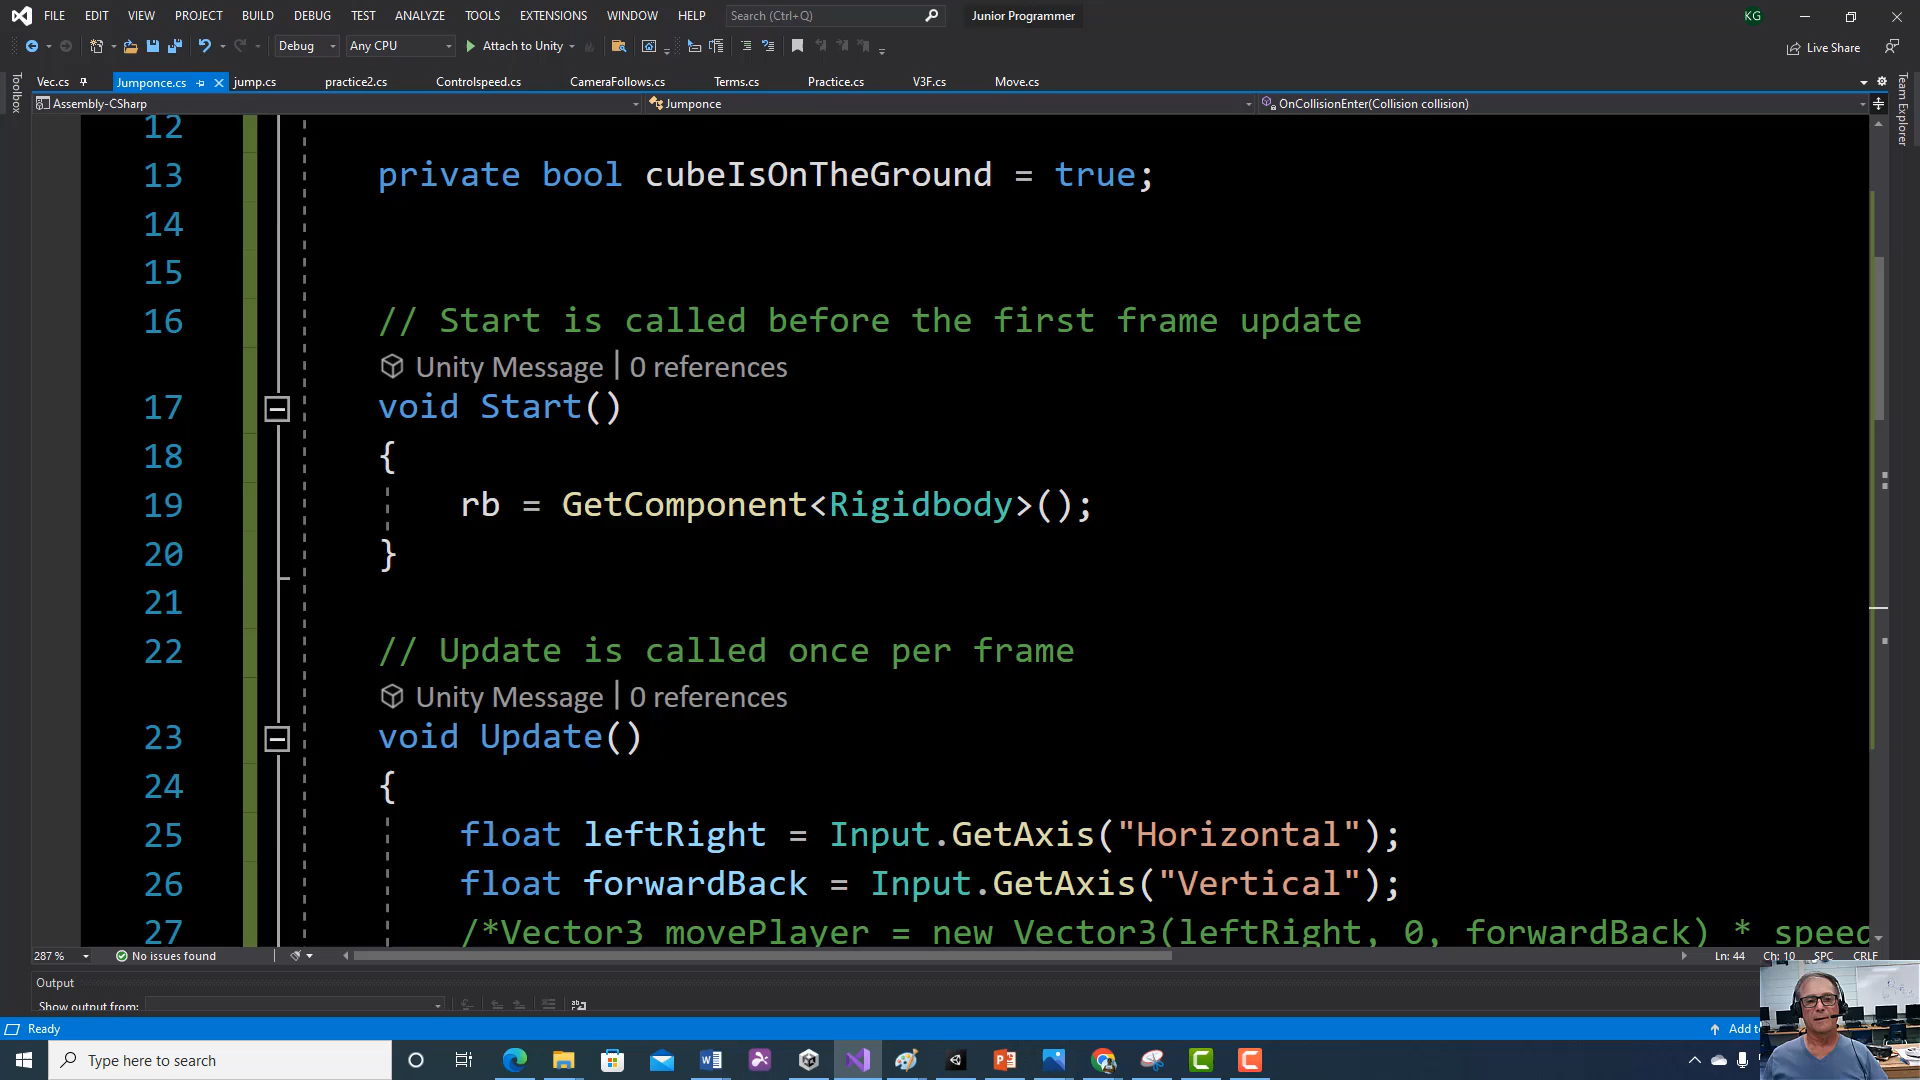 FILE EDIT VIEW PROJECT BUILD DEBUG TEST ANALYZE TOOLS EXTENSIONS WINDOW HELP Search (Ctrl+Q) Junior Programmer KG
Debug Any CPU Attach to Unity Live Share
Vec.cs Jumponce.cs jump.cs practice2.cs Controlspeed.cs CameraFollows.cs Terms.cs Practice.cs V3F.cs Move.cs
Toolbox
Team Explorer
Assembly-CSharp Jumponce OnCollisionEnter(Collision collision)
12
13 private bool cubeIsOnTheGround = true;
14
15
16 // Start is called before the first frame update
Unity Message | 0 references
17 void Start()
18 {
19 rb = GetComponent<Rigidbody>();
20 }
21
22 // Update is called once per frame
Unity Message | 0 references
23 void Update()
24 {
25 float leftRight = Input.GetAxis("Horizontal");
26 float forwardBack = Input.GetAxis("Vertical");
27 /*Vector3 movePlayer = new Vector3(leftRight, 0, forwardBack) * speed
287 % No issues found Ln: 44 Ch: 10 SPC CRLF
Output
Show output from:
Ready Add to
Type here to search